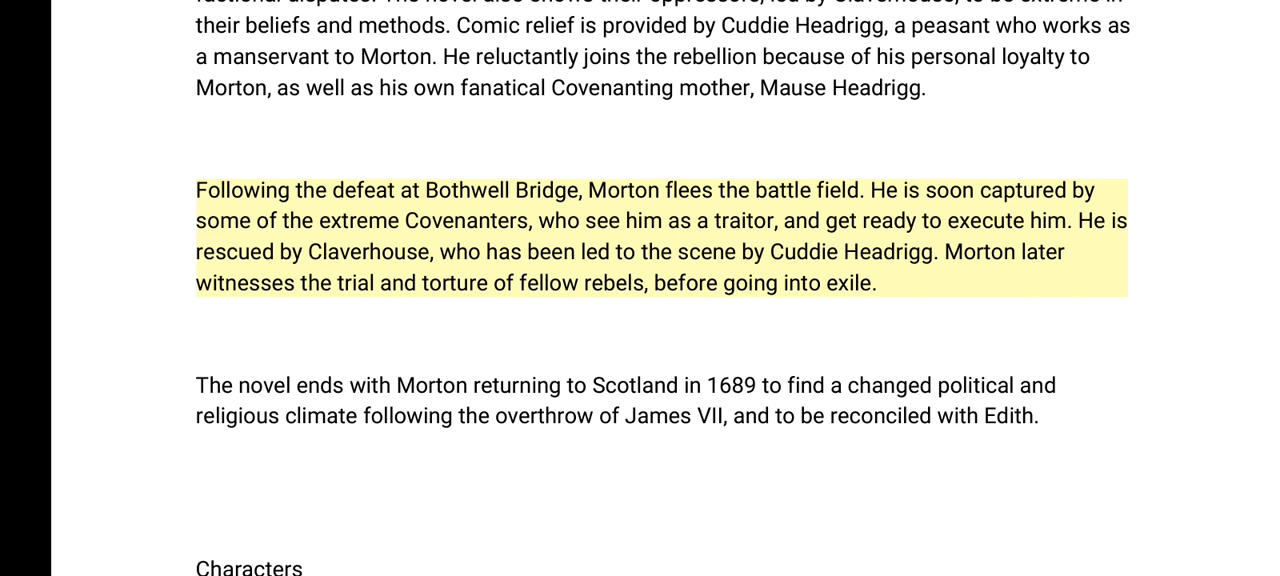 their beliefs and methods. Comic relief is provided by Cuddie Headrigg, a peasant who works as
a manservant to Morton. He reluctantly joins the rebellion because of his personal loyalty to
Morton, as well as his own fanatical Covenanting mother, Mause Headrigg.
Following the defeat at Bothwell Bridge, Morton flees the battle field. He is soon captured by
some of the extreme Covenanters, who see him as a traitor, and get ready to execute him. He is
rescued by Claverhouse, who has been led to the scene by Cuddie Headrigg. Morton later
witnesses the trial and torture of fellow rebels, before going into exile.
The novel ends with Morton returning to Scotland in 1689 to find a changed political and
religious climate following the overthrow of James VII, and to be reconciled with Edith.
Characters